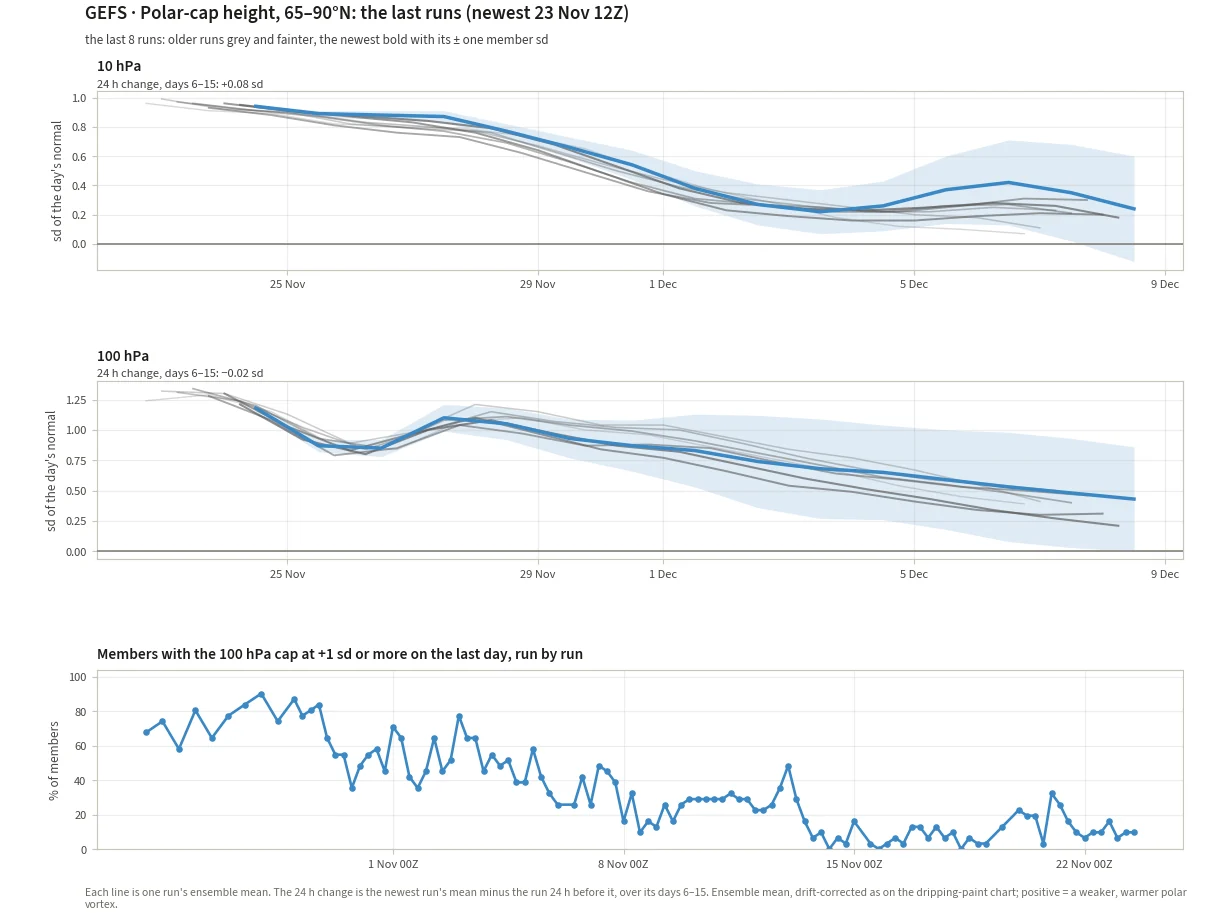 GEFS · Polar-cap height, 65–90°N: the last runs (newest 23 Nov 12Z)
the last 8 runs: older runs grey and fainter, the newest bold with its ± one member sd
10 hPa
24 h change, days 6–15: +0.08 sd
sd of the day's normal
1.0
0.8
0.6
0.4
0.2
0.0
25 Nov
29 Nov
1 Dec
5 Dec
9 Dec
100 hPa
24 h change, days 6–15: −0.02 sd
sd of the day's normal
1.25
1.00
0.75
0.50
0.25
0.00
25 Nov
29 Nov
1 Dec
5 Dec
9 Dec
Members with the 100 hPa cap at +1 sd or more on the last day, run by run
% of members
100
80
60
40
20
0
1 Nov 00Z
8 Nov 00Z
15 Nov 00Z
22 Nov 00Z
Each line is one run's ensemble mean. The 24 h change is the newest run's mean minus the run 24 h before it, over its days 6–15. Ensemble mean, drift-corrected as on the dripping-paint chart; positive = a weaker, warmer polar
vortex.